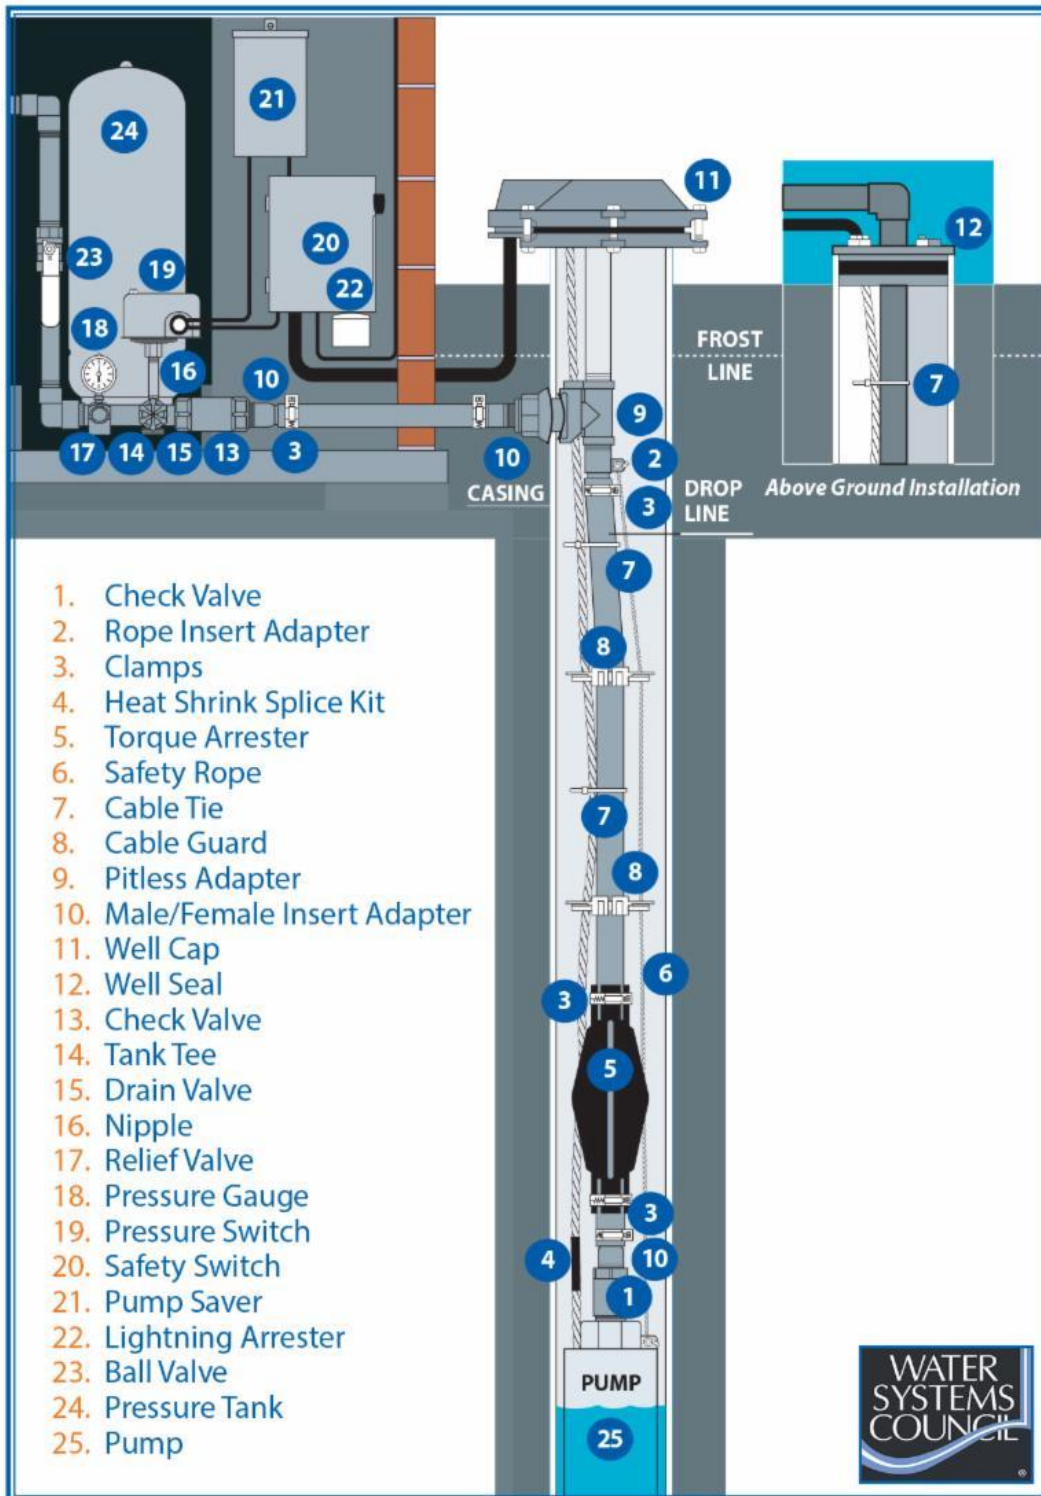 21
24
11
12
20
23
19
22
18
FROST
LINE
16
10
7
9
17
14
15
13
3
10
2
CASING
DROP
LINE
3
Above Ground Installation
7
1. Check Valve
2. Rope Insert Adapter
3. Clamps
4. Heat Shrink Splice Kit
5. Torque Arrester
6. Safety Rope
7. Cable Tie
8. Cable Guard
9. Pitless Adapter
10. Male/Female Insert Adapter
11. Well Cap
12. Well Seal
13. Check Valve
14. Tank Tee
15. Drain Valve
16. Nipple
17. Relief Valve
18. Pressure Gauge
19. Pressure Switch
20. Safety Switch
21. Pump Saver
22. Lightning Arrester
23. Ball Valve
24. Pressure Tank
25. Pump
8
7
8
6
3
5
3
4
10
1
PUMP
25
WATER
SYSTEMS
COUNCIL
®